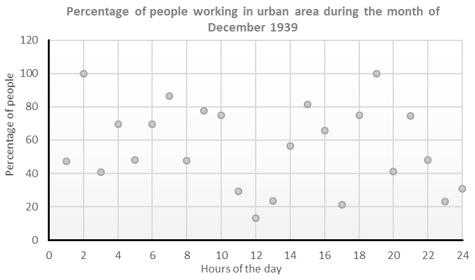 Percentage of people working in urban area during the month of
December 1939
120
100
80
60
40
20
0
Percentage of people
0 2 4 6 8 10 12 14 16 18 20 22 24
Hours of the day